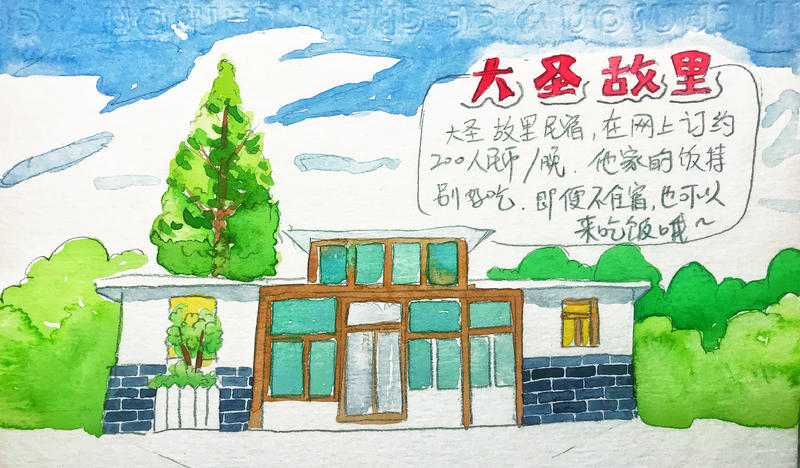 大圣故里
大圣故里民宿，在网上订约
200人民币/晚．他家的饭特
别好吃．即便不住宿，也可以
来吃饭哦～